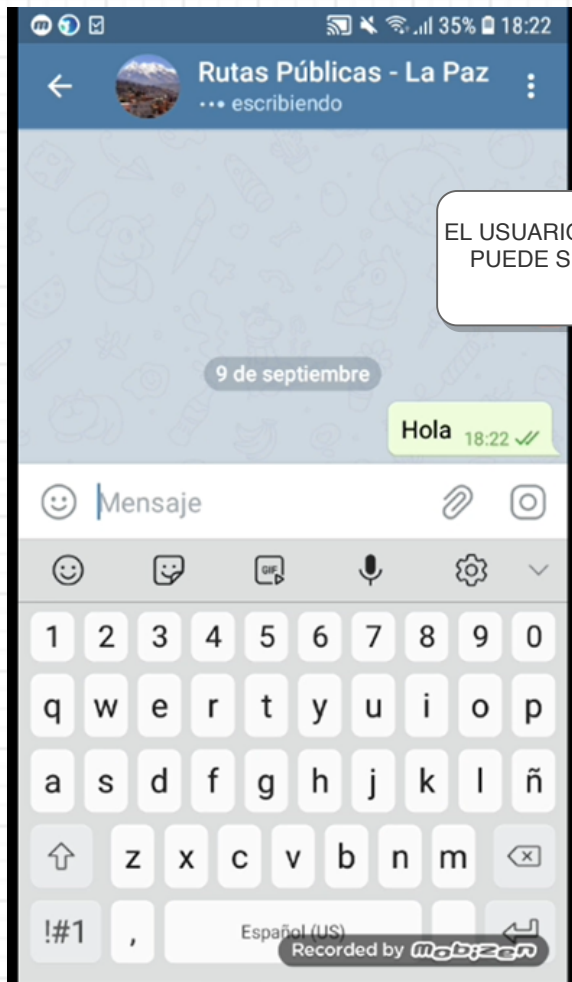 35% 18:22
Rutas Públicas - La Paz
escribiendo
EL USUARIO
PUEDE S
9 de septiembre
Hola 18:22
Mensaje
GIF
1 2 3 4 5 6 7 8 9 0
q w e r t y u i o p
a s d f g h j k l ñ
z x c v b n m
!#1 , Español (US)
Recorded by mobizen